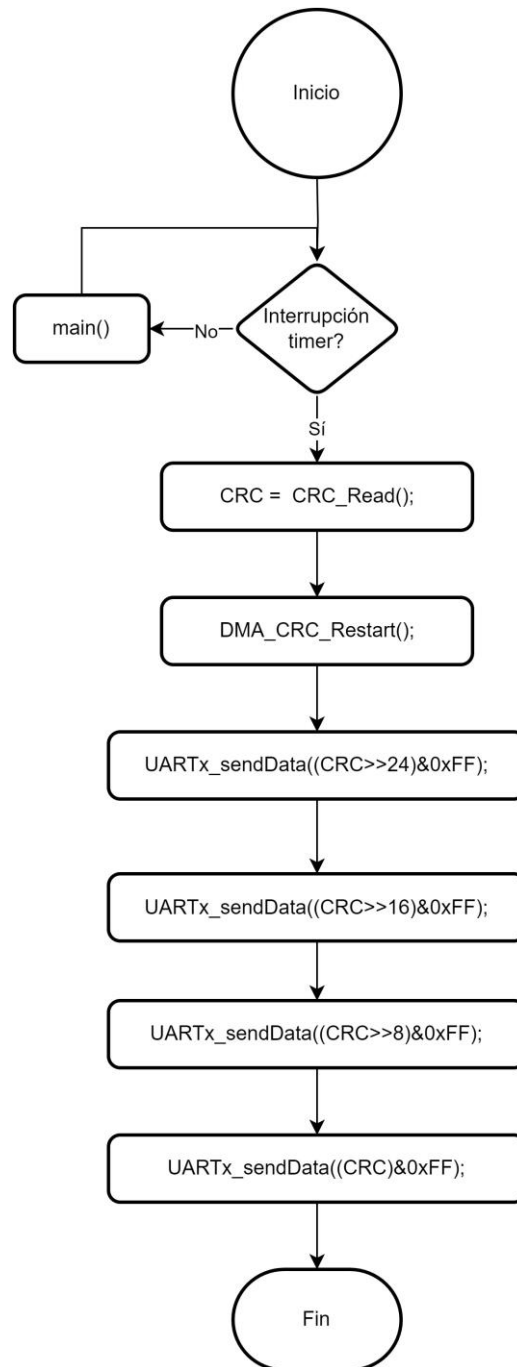 Inicio
Interrupción
timer?
main()
No
Sí
CRC =  CRC_Read();
DMA_CRC_Restart();
UARTx_sendData((CRC>>24)&0xFF);
UARTx_sendData((CRC>>16)&0xFF);
UARTx_sendData((CRC>>8)&0xFF);
UARTx_sendData((CRC)&0xFF);
Fin